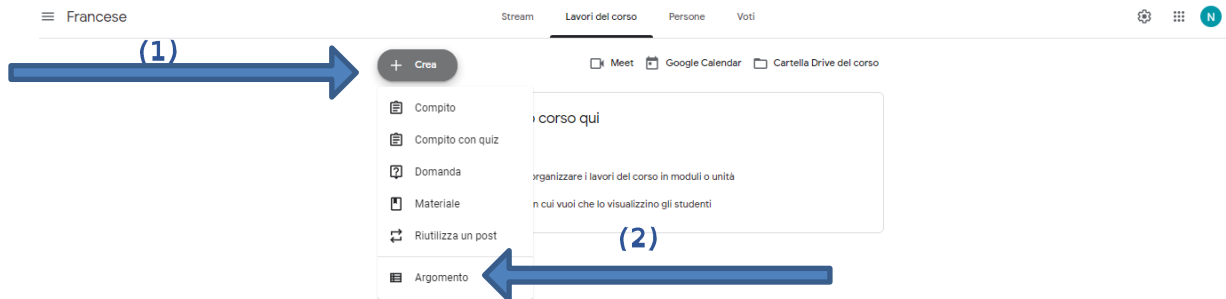 Francese
Stream Lavori del corso Persone Voti
N
(1)
Crea
Meet Google Calendar Cartella Drive del corso
Compito
corso qui
Compito con quiz
Domanda
organizzare i lavori del corso in moduli o unità
Materiale
n cui vuoi che lo visualizzino gli studenti
Riutilizza un post
(2)
Argomento